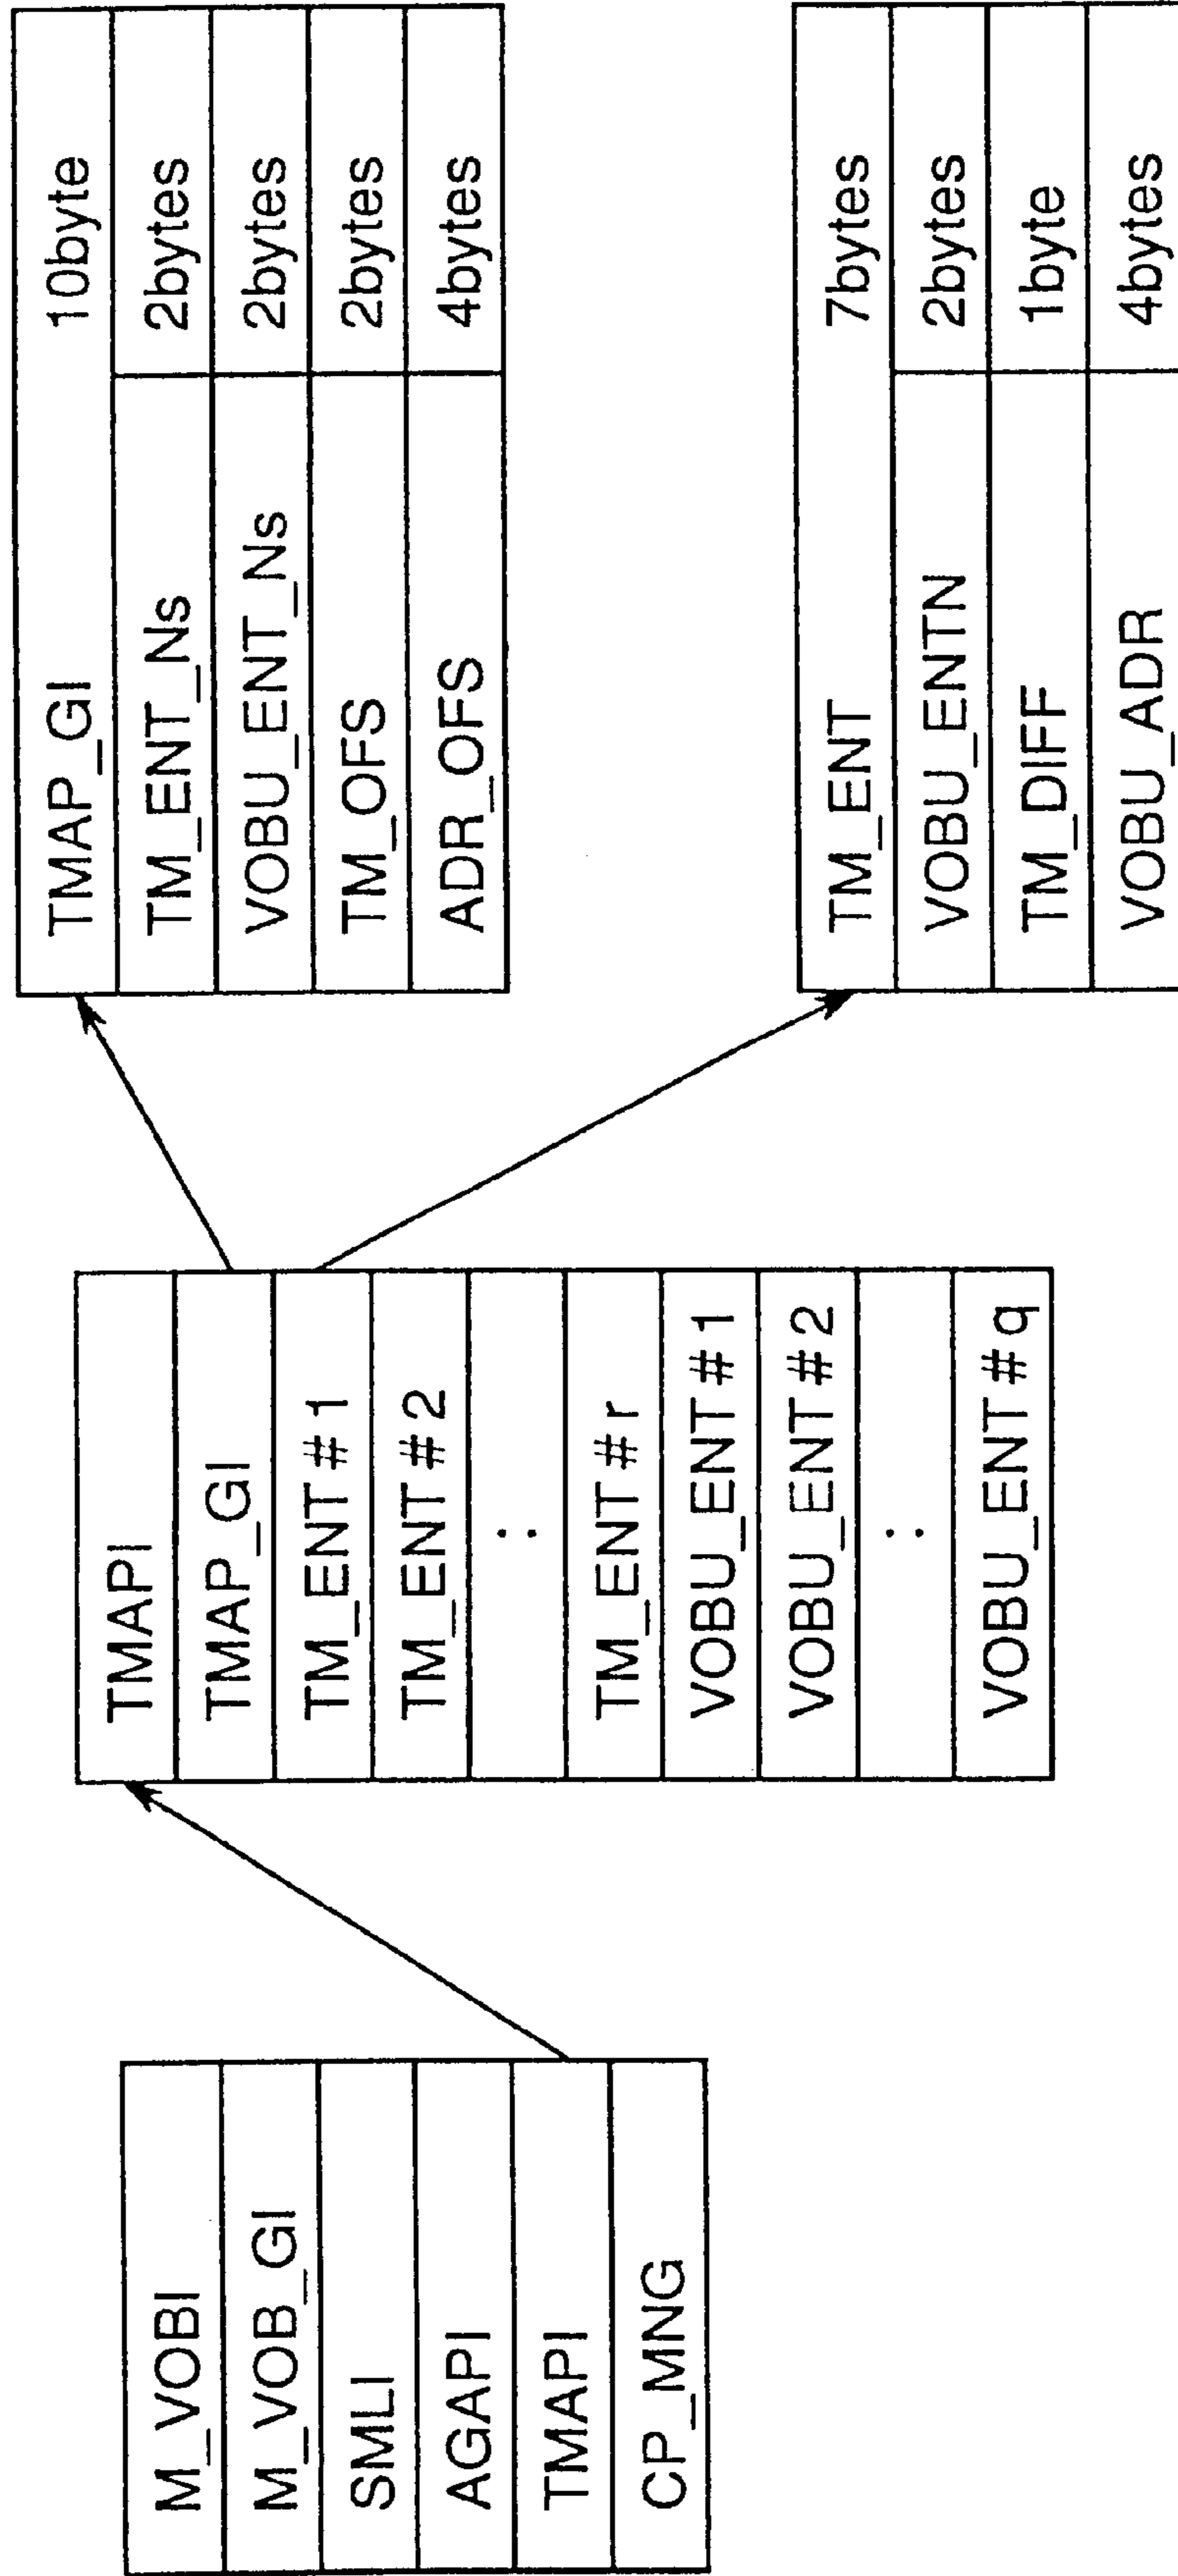 M_VOBI
M_VOB_GI
SMLI
AGAPI
TMAPI
CP_MNG
TMAPI
TMAP_GI
TM_ENT#1
TM_ENT#2
:
TM_ENT#r
VOBU_ENT#1
VOBU_ENT#2
:
VOBU_ENT#q
TMAP_GI 10byte
TM_ENT_Ns 2bytes
VOBU_ENT_Ns 2bytes
TM_OFS 2bytes
ADR_OFS 4bytes
TM_ENT 7bytes
VOBU_ENTN 2bytes
TM_DIFF 1byte
VOBU_ADR 4bytes